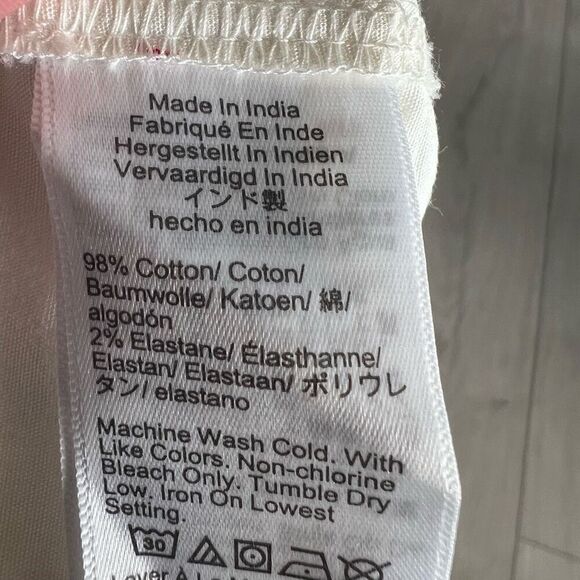 Made In India
Fabriqué En Inde
Hergestellt In Indien
Vervaardigd In India
インド製
hecho en india
98% Cotton/ Coton/
Baumwolle/ Katoen/ 綿/
algodón
2% Elastane/ Élasthanne/
Elastan/ Elastaan/ ポリウレ
タン/ elastano
Machine Wash Cold. With
Like Colors. Non-chlorine
Bleach Only. Tumble Dry
Low. Iron On Lowest
Setting.
30